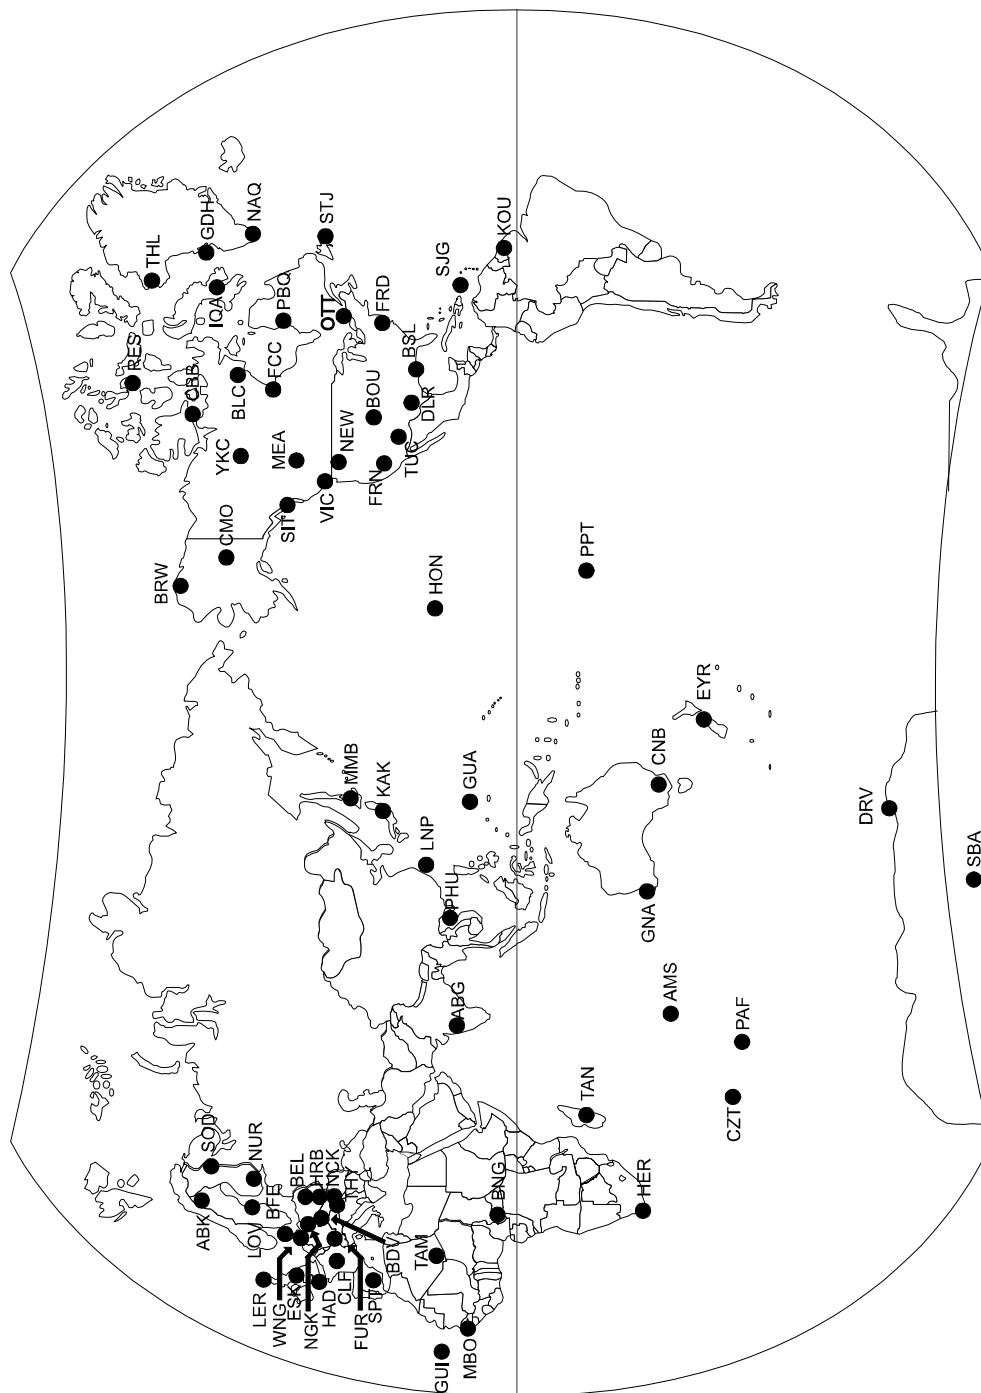 THL
GDH
NAQ
STJ
IQA
PBQ
OTT
FRD
SJG
KOU
RES
CBB
BLC
FCC
BOU
BSL
DLR
YKC
MEA
NEW
FRN
TUC
VIC
SIT
CMO
BRW
HON
PPT
EYR
CNB
MMB
KAK
GUA
LNP
PHU
GNA
DRV
SBA
ABG
AMS
PAF
CZT
TAN
SOD
NUR
ABK
LOV
BFE
BEL
HRB
NCK
THY
BNG
HER
LER
WNG
ESK
NGK
HAD
CLF
FUR
SPT
BDV
TAM
MBO
GUI